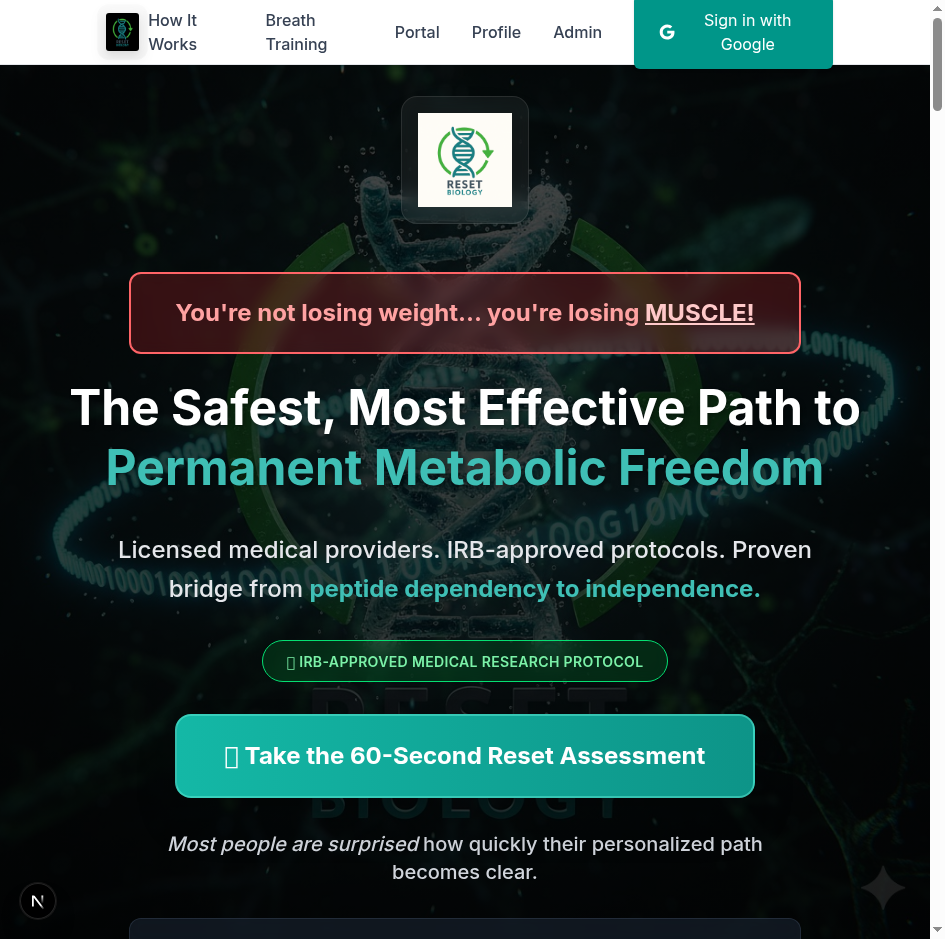 How It
Works
Breath
Training
Portal
Profile
Admin
Sign in with
Google
RESET
BIOLOGY
You're not losing weight... you're losing MUSCLE!
The Safest, Most Effective Path to
Permanent Metabolic Freedom
Licensed medical providers. IRB-approved protocols. Proven
bridge from peptide dependency to independence.
IRB-APPROVED MEDICAL RESEARCH PROTOCOL
RESET
Take the 60-Second Reset Assessment
BIOLOGY
Most people are surprised how quickly their personalized path
becomes clear.